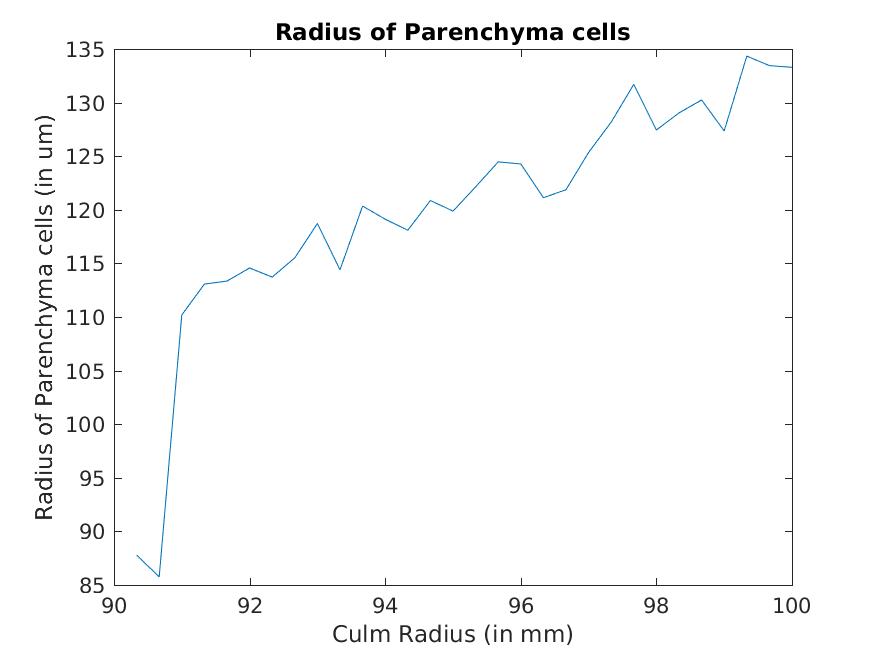 Radius of Parenchyma cells
135
130
125
120
115
110
105
100
95
90
85
Radius of Parenchyma cells (in um)
90 92 94 96 98 100
Culm Radius (in mm)